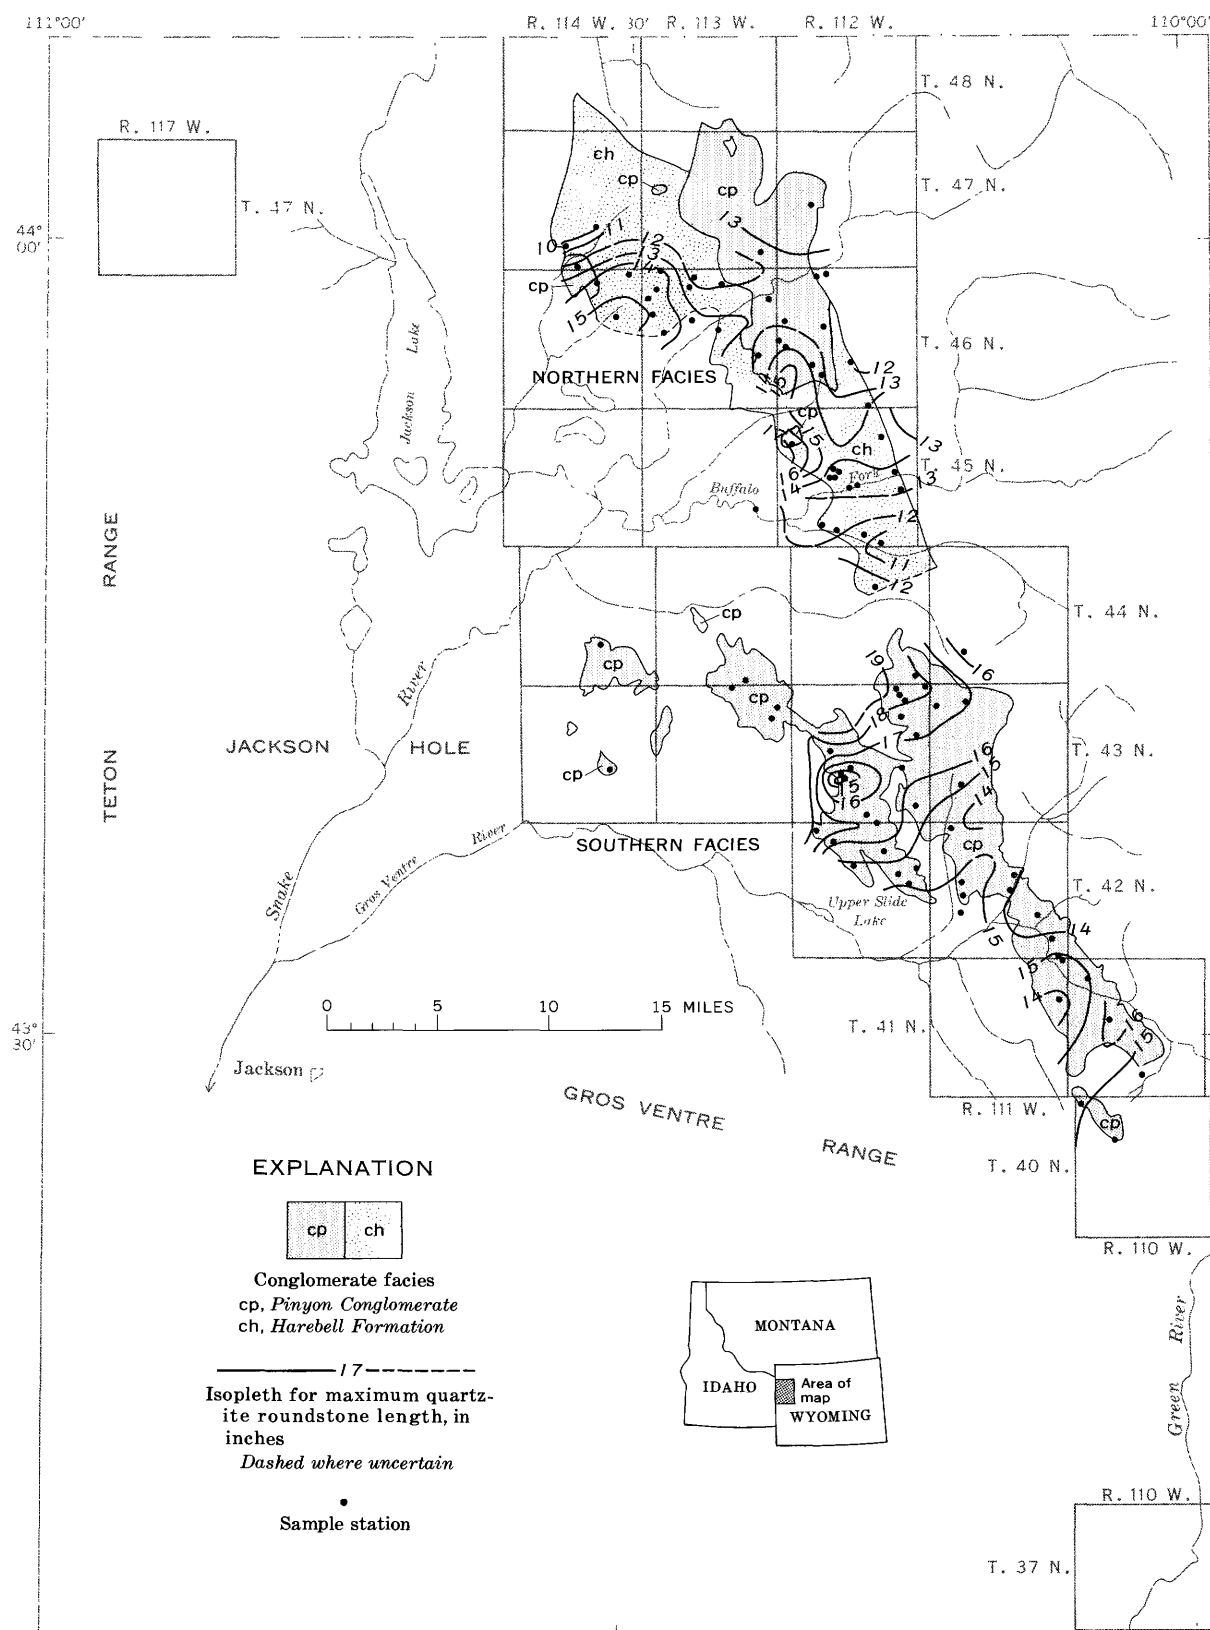 111°00′
R. 114 W.
30′
R. 113 W.
R. 112 W.
110°00′
T. 48 N.
R. 117 W.
ch
cp
cp
T. 47 N.
T. 47 N.
13
11
44°
00′
10
12
13
14
cp
15
Jackson Lake
T. 46 N.
12
NORTHERN FACIES
14
15
13
cp
17
15
13
Jackson
ch
16
T. 45 N.
Fork
13
14
Buffalo
12
RANGE
11
12
cp
T. 44 N.
19
16
cp
River
cp
18
17
JACKSON HOLE
16
T. 43 N.
15
TETON
cp
15
14
16
River
SOUTHERN FACIES
cp
Gros Ventre
Snake
T. 42 N.
Upper Slide
Lake
14
15
15
14
0 5 10 15 MILES
16
T. 41 N.
15
43°
30′
Jackson
GROS VENTRE
R. 111 W.
cp
RANGE
T. 40 N.
EXPLANATION
cp
ch
R. 110 W.
Conglomerate facies
cp, Pinyon Conglomerate
ch, Harebell Formation
MONTANA
River
17
IDAHO
Area of
map
Isopleth for maximum quartz-
ite roundstone length, in
inches
WYOMING
Green
Dashed where uncertain
R. 110 W.
Sample station
T. 37 N.